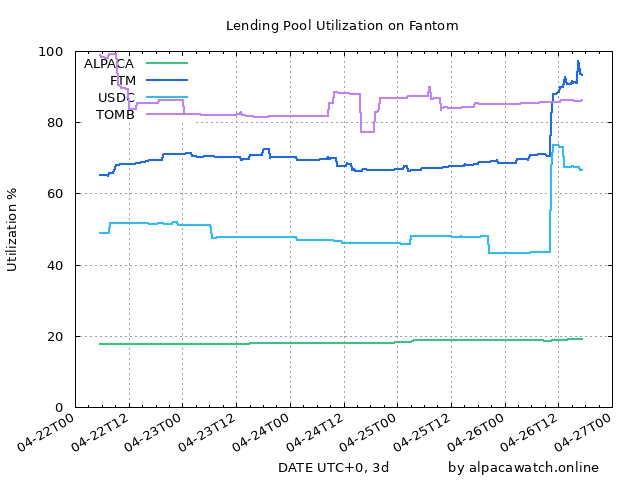 Lending Pool Utilization on Fantom
100
80
60
40
20
0
Utilization %
ALPACA
FTM
USDC
TOMB
04-22T00
04-22T12
04-23T00
04-23T12
04-24T00
04-24T12
04-25T00
04-25T12
04-26T00
04-26T12
04-27T00
DATE UTC+0, 3d
by alpacawatch.online